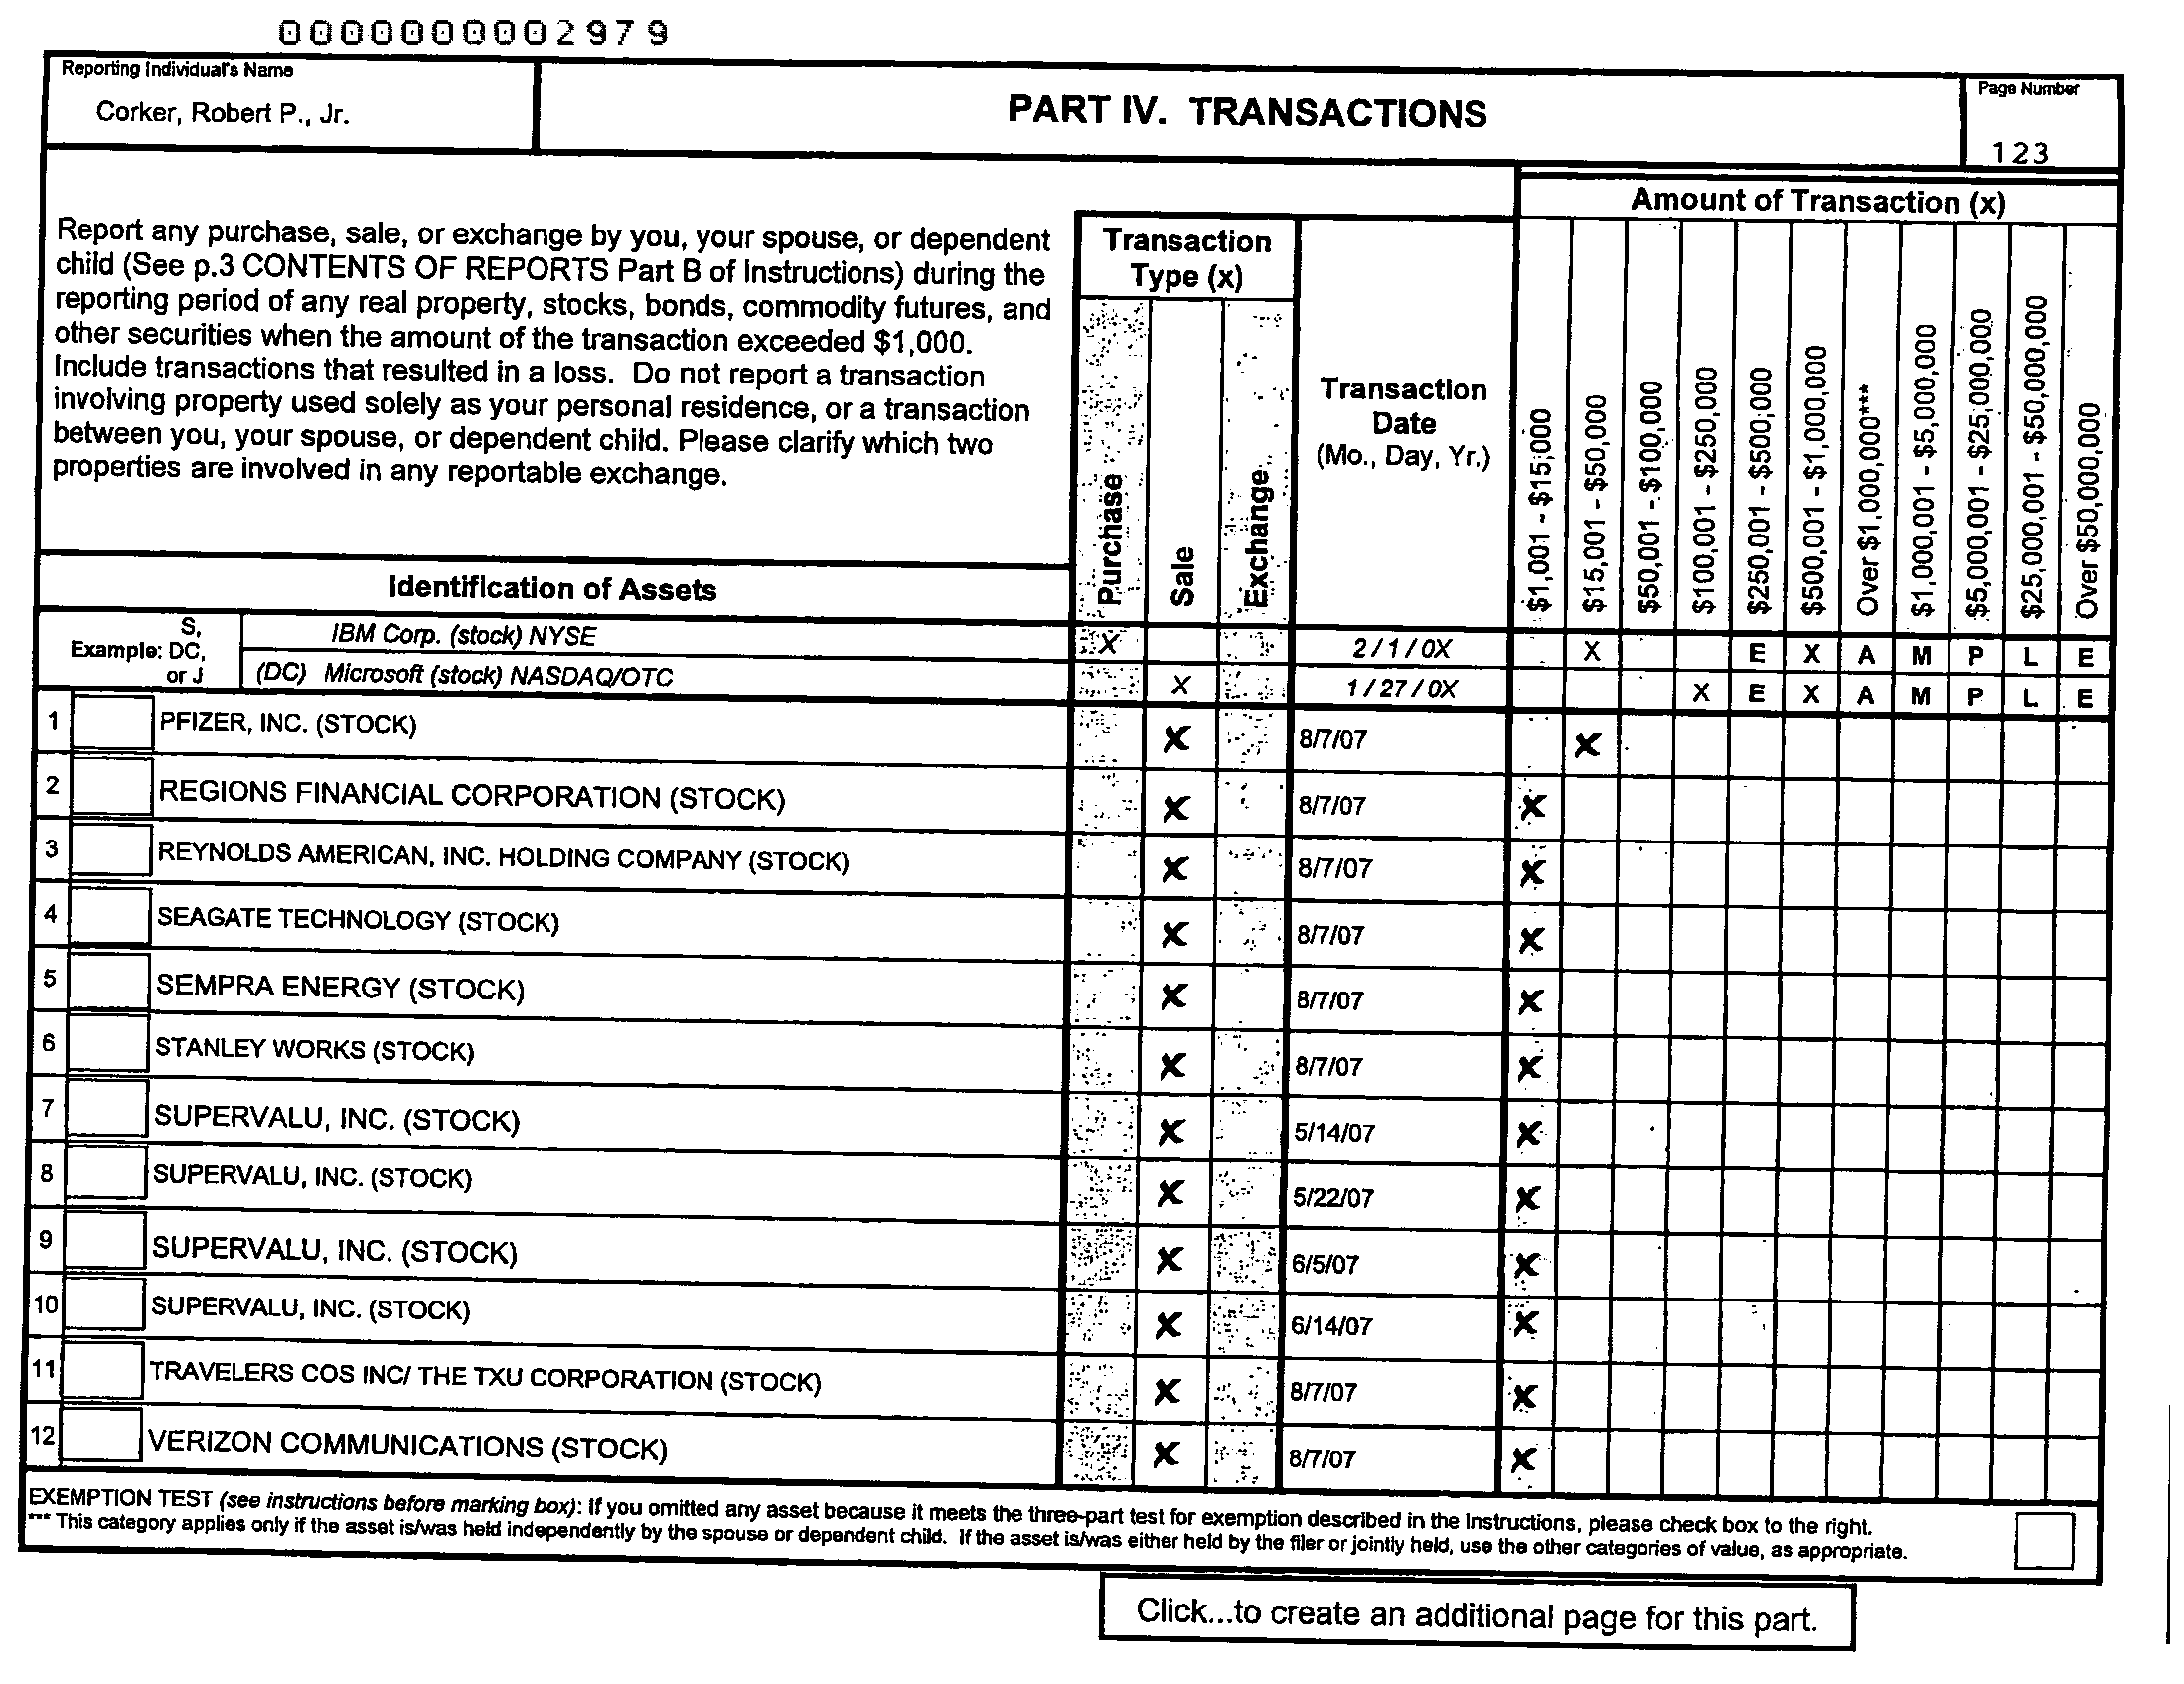 0000000002979
Reporting Individual's Name
Corker, Robert P., Jr.
PART IV. TRANSACTIONS
Page Number
123
Report any purchase, sale, or exchange by you, your spouse, or dependent
child (See p.3 CONTENTS OF REPORTS Part B of Instructions) during the
reporting period of any real property, stocks, bonds, commodity futures, and
other securities when the amount of the transaction exceeded $1,000.
Include transactions that resulted in a loss. Do not report a transaction
involving property used solely as your personal residence, or a transaction
between you, your spouse, or dependent child. Please clarify which two
properties are involved in any reportable exchange.
Identification of Assets
Transaction
Type (x)
Purchase
Sale
Exchange
Transaction
Date
(Mo., Day, Yr.)
Amount of Transaction (x)
$1,001 - $15,000
$15,001 - $50,000
$50,001 - $100,000
$100,001 - $250,000
$250,001 - $500,000
$500,001 - $1,000,000
Over $1,000,000***
$1,000,001 - $5,000,000
$5,000,001 - $25,000,000
$25,000,001 - $50,000,000
Over $50,000,000
Example: S, DC, or J
IBM Corp. (stock) NYSE X 2/1/0X X E X A M P L E
(DC) Microsoft (stock) NASDAQ/OTC X 1/27/0X X E X A M P L E
1 PFIZER, INC. (STOCK) X 8/7/07 X
2 REGIONS FINANCIAL CORPORATION (STOCK) X 8/7/07 X
3 REYNOLDS AMERICAN, INC. HOLDING COMPANY (STOCK) X 8/7/07 X
4 SEAGATE TECHNOLOGY (STOCK) X 8/7/07 X
5 SEMPRA ENERGY (STOCK) X 8/7/07 X
6 STANLEY WORKS (STOCK) X 8/7/07 X
7 SUPERVALU, INC. (STOCK) X 5/14/07 X
8 SUPERVALU, INC. (STOCK) X 5/22/07 X
9 SUPERVALU, INC. (STOCK) X 6/5/07 X
10 SUPERVALU, INC. (STOCK) X 6/14/07 X
11 TRAVELERS COS INC/ THE TXU CORPORATION (STOCK) X 8/7/07 X
12 VERIZON COMMUNICATIONS (STOCK) X 8/7/07 X
EXEMPTION TEST (see instructions before marking box): If you omitted any asset because it meets the three-part test for exemption described in the Instructions, please check box to the right.
*** This category applies only if the asset is/was held independently by the spouse or dependent child. If the asset is/was either held by the filer or jointly held, use the other categories of value, as appropriate.
Click...to create an additional page for this part.